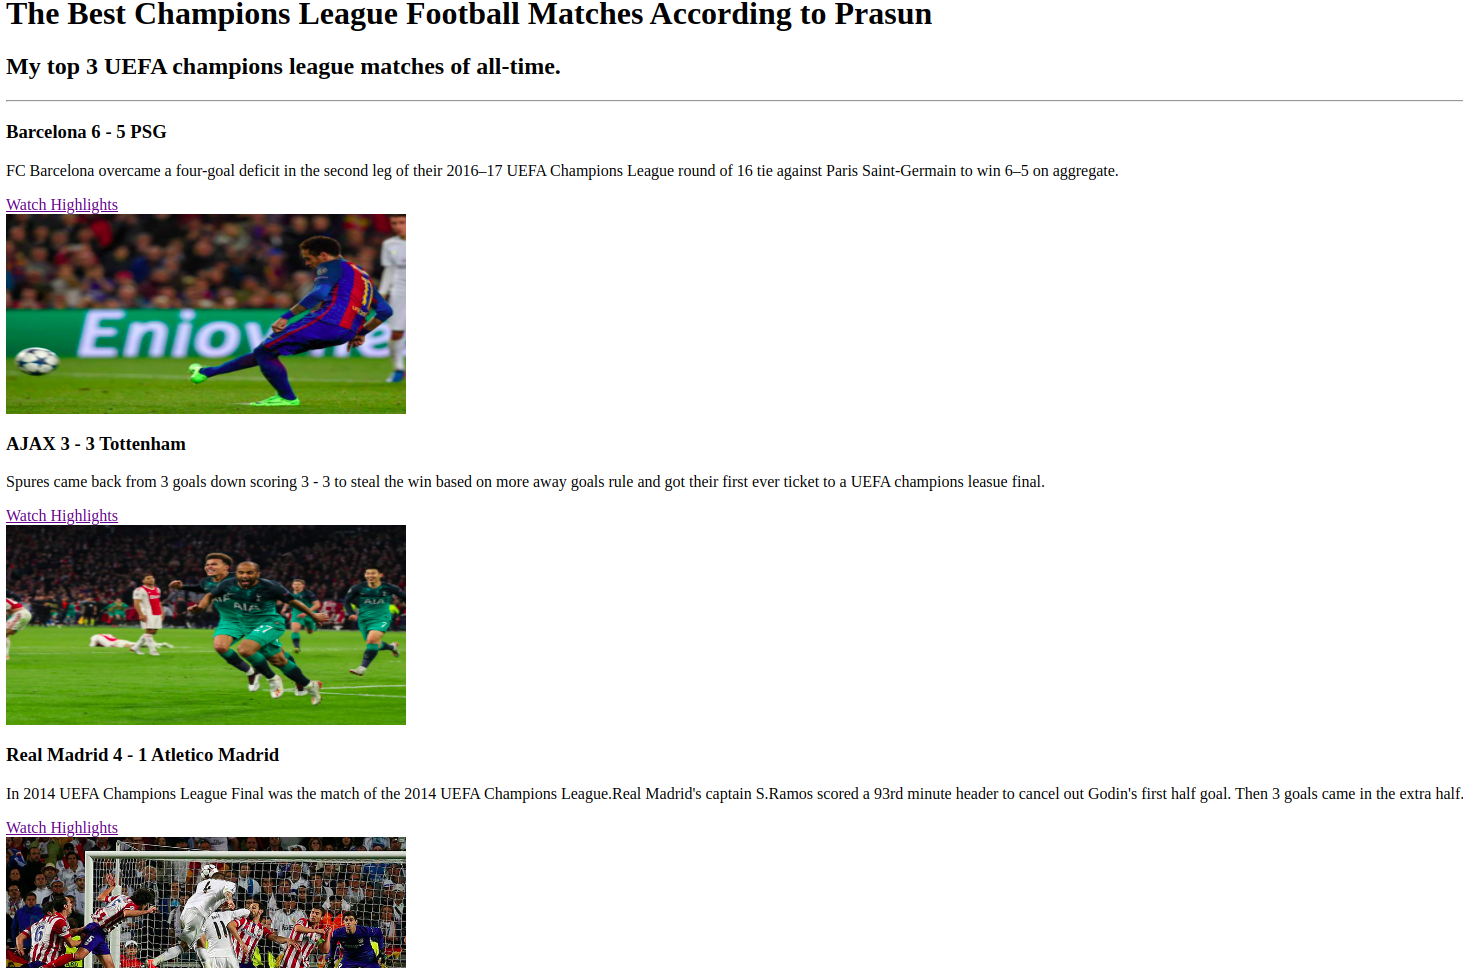 The Best Champions League Football Matches According to Prasun
My top 3 UEFA champions league matches of all-time.
Barcelona 6 - 5 PSG
FC Barcelona overcame a four-goal deficit in the second leg of their 2016–17 UEFA Champions League round of 16 tie against Paris Saint-Germain to win 6–5 on aggregate.
Watch Highlights
Enjoy
AJAX 3 - 3 Tottenham
Spures came back from 3 goals down scoring 3 - 3 to steal the win based on more away goals rule and got their first ever ticket to a UEFA champions leasue final.
Watch Highlights
AIA
AIA
27
7
Real Madrid 4 - 1 Atletico Madrid
In 2014 UEFA Champions League Final was the match of the 2014 UEFA Champions League.Real Madrid's captain S.Ramos scored a 93rd minute header to cancel out Godin's first half goal. Then 3 goals came in the extra half.
Watch Highlights
4
11
6